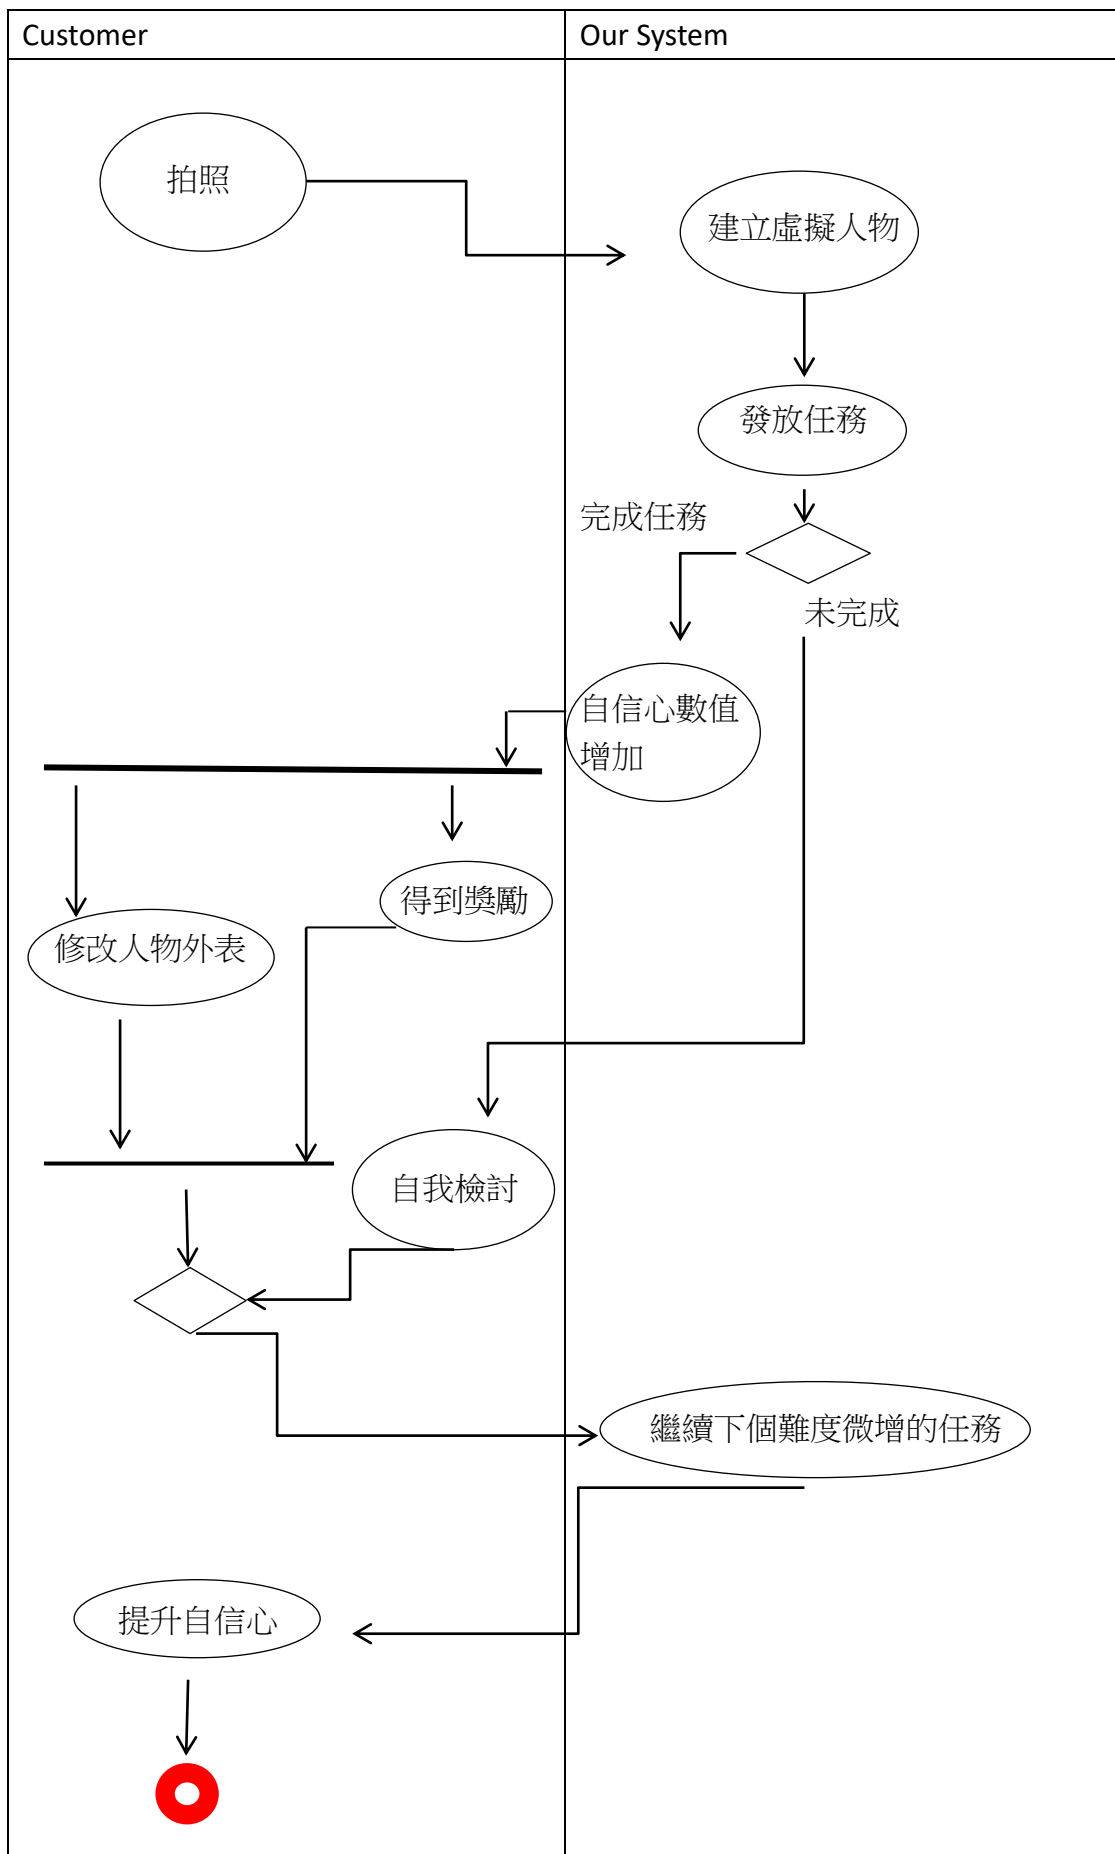 Customer
Our System
拍照
建立虛擬人物
發放任務
完成任務
未完成
自信心數值
增加
得到獎勵
修改人物外表
自我檢討
繼續下個難度微增的任務
提升自信心